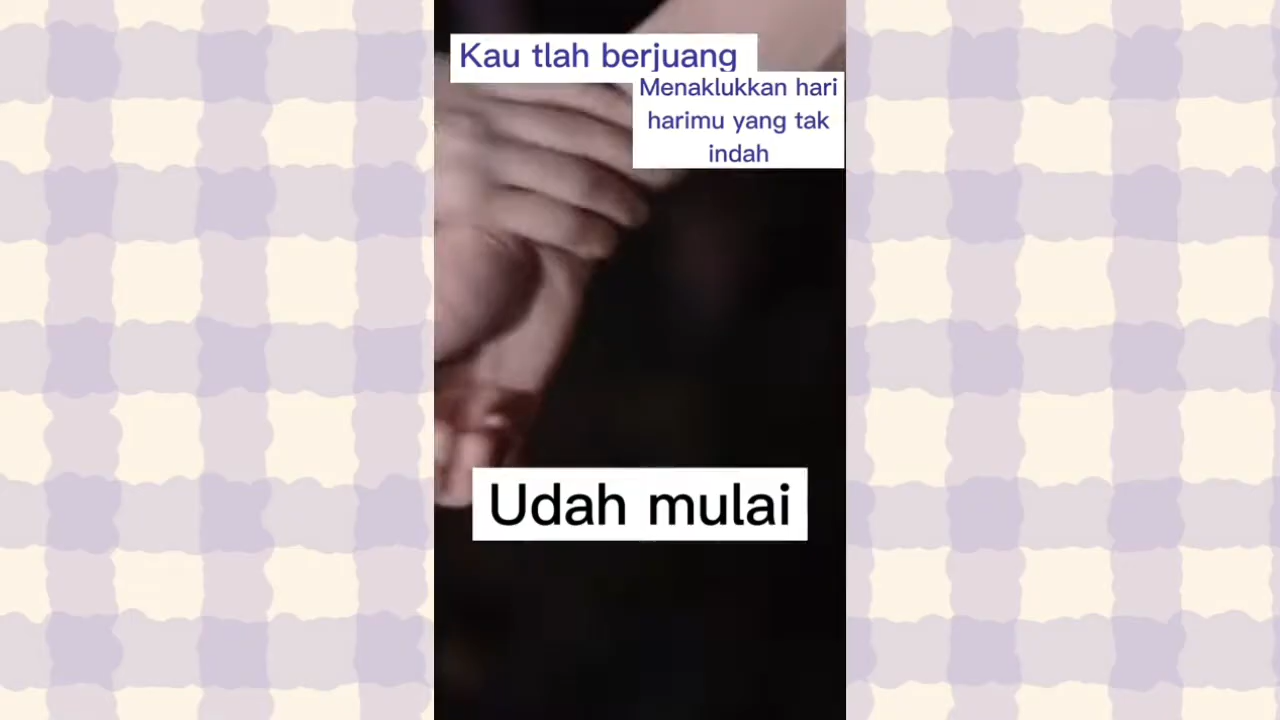 Kau tlah berjuang
Menaklukkan hari
harimu yang tak
indah
Udah mulai